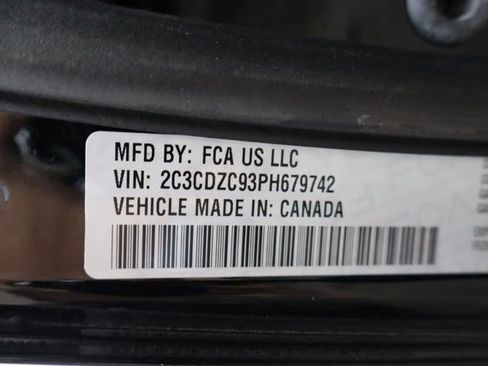 MFD BY: FCA US LLC
VIN: 2C3CDZC93PH679742
VEHICLE MADE IN: CANADA